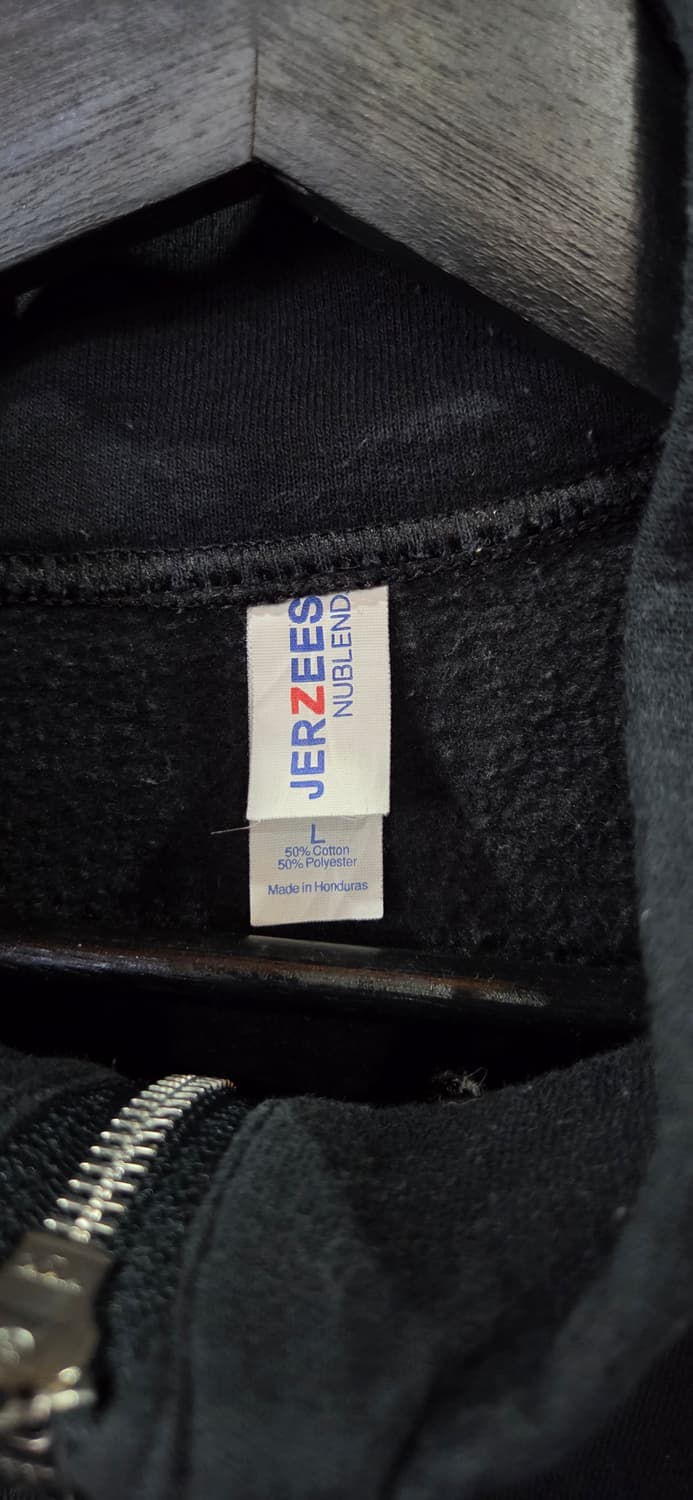 JERZEES
NUBLEND
L
50% Cotton
50% Polyester
Made in Honduras